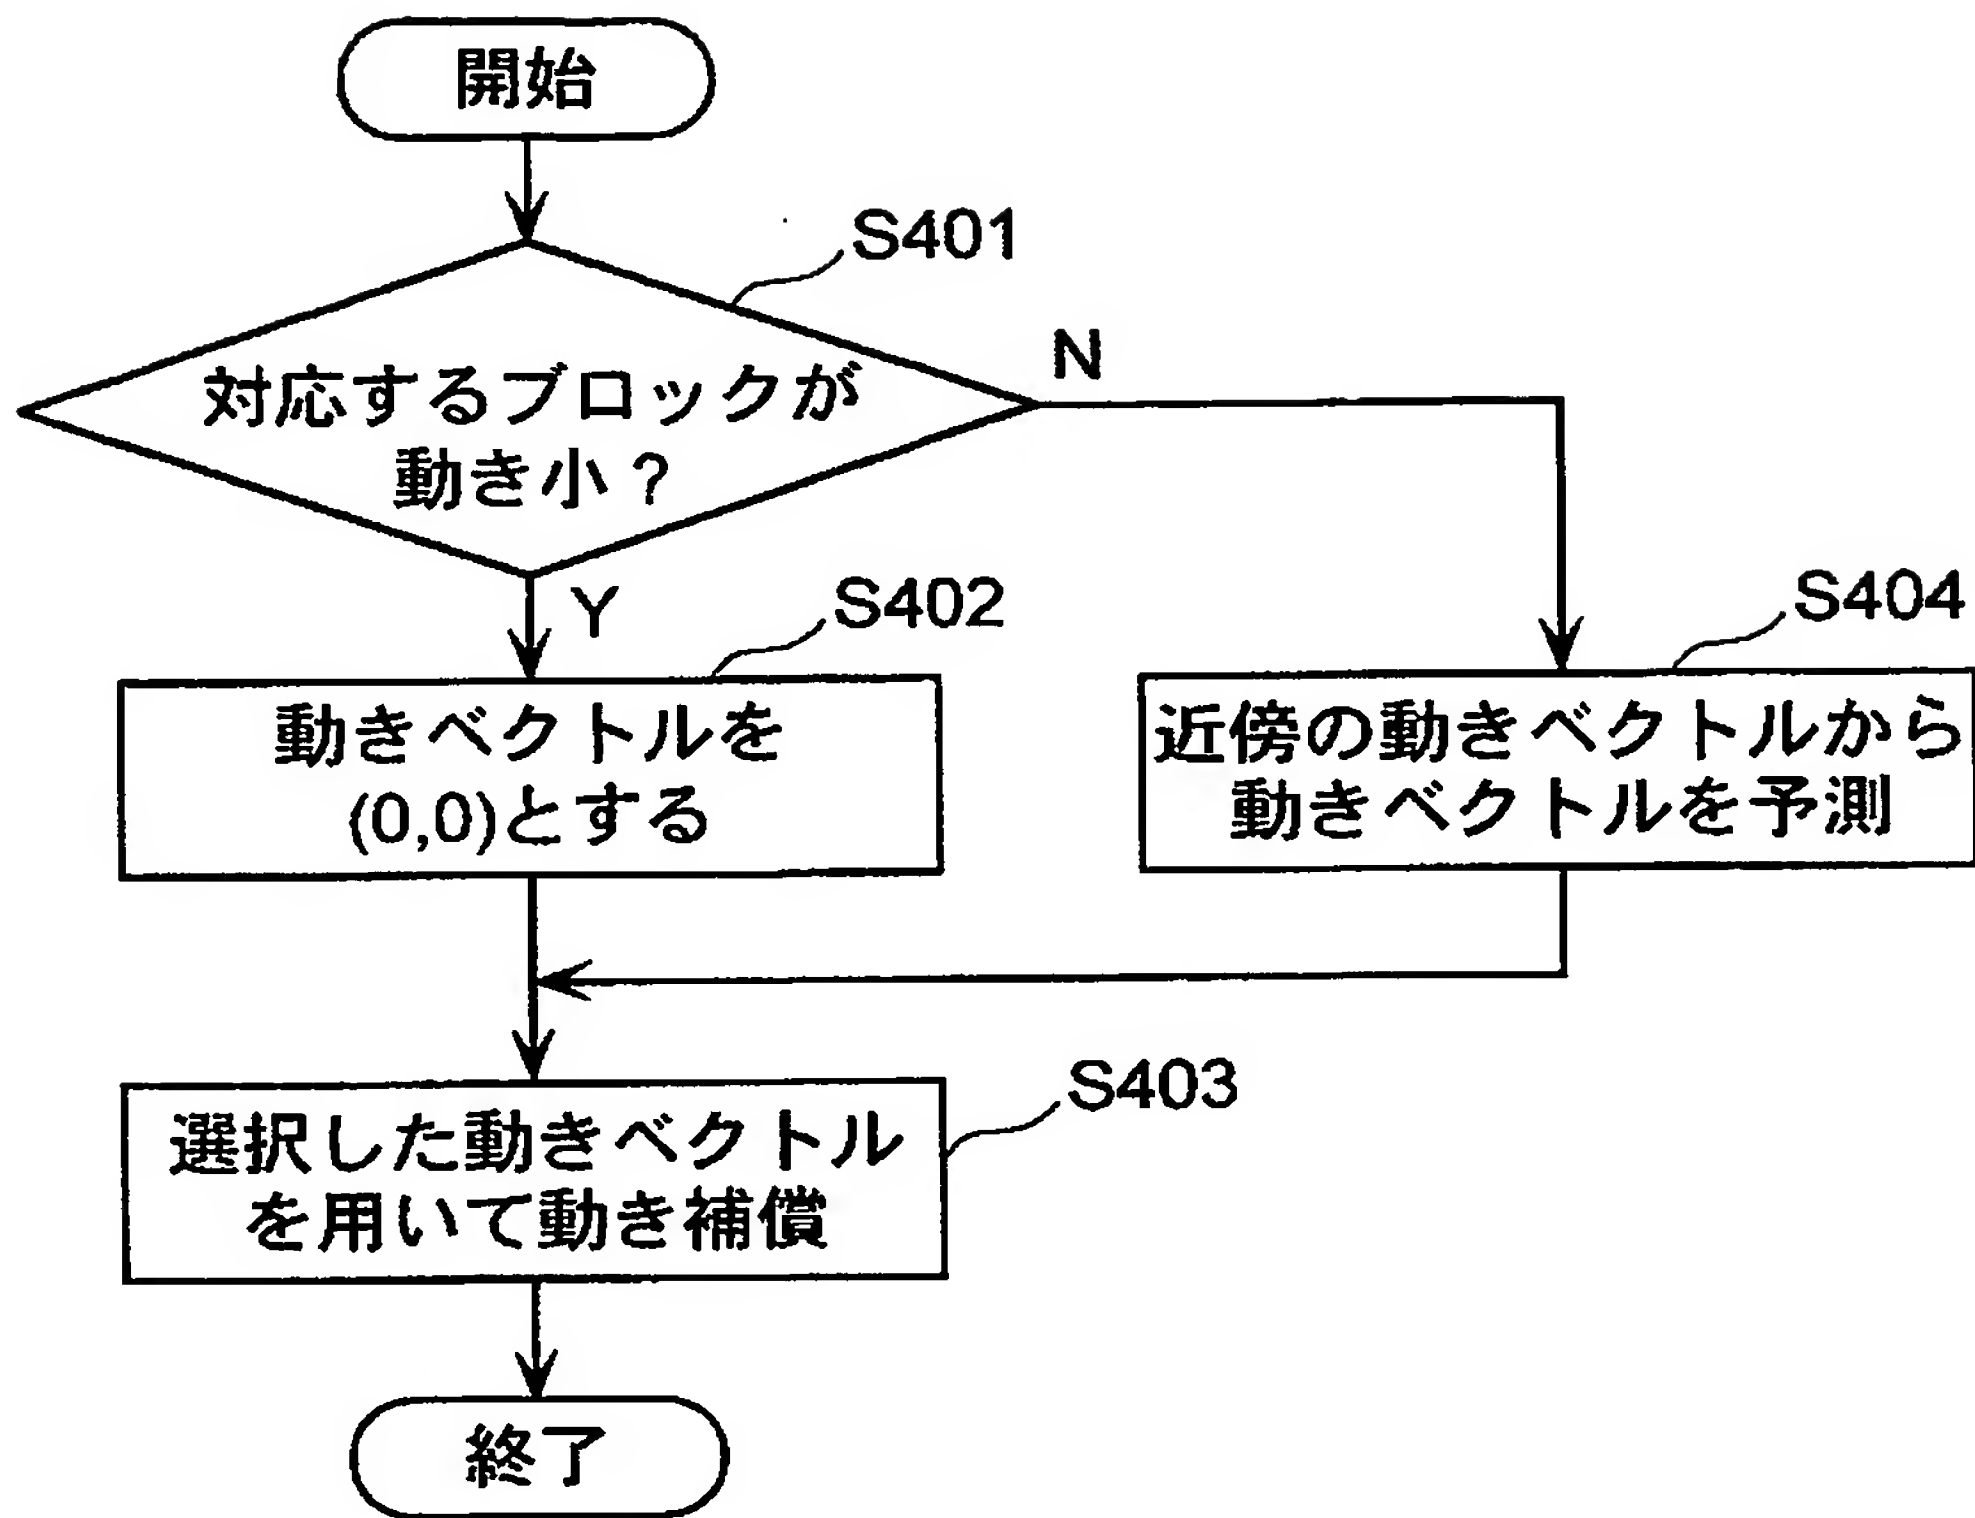 開始
S401
対応するブロックが
動き小?
N
Y
S402
動きベクトルを
(0,0)とする
S404
近傍の動きベクトルから
動きベクトルを予測
S403
選択した動きベクトル
を用いて動き補償
終了